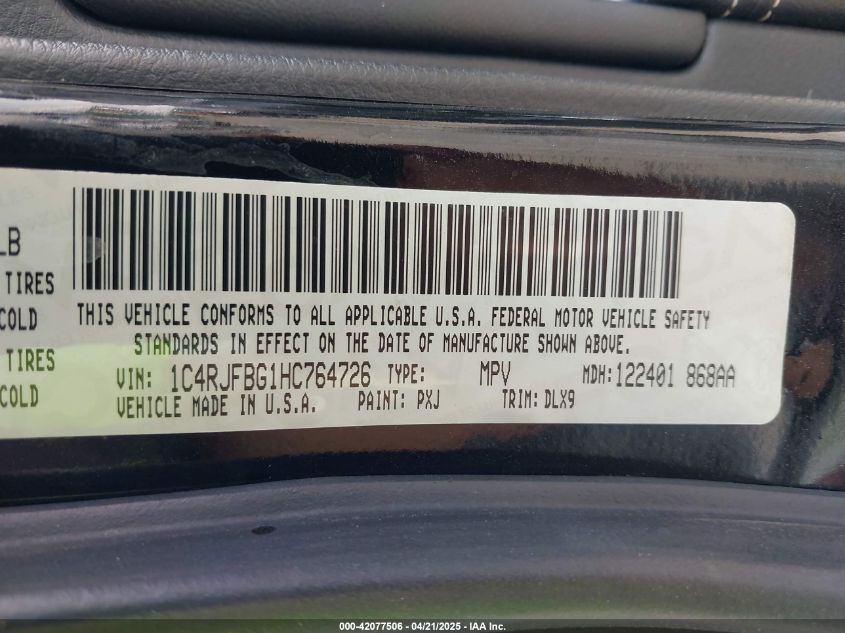 LB
TIRES
COLD
TIRES
COLD
THIS VEHICLE CONFORMS TO ALL APPLICABLE U.S.A. FEDERAL MOTOR VEHICLE SAFETY
STANDARDS IN EFFECT ON THE DATE OF MANUFACTURE SHOWN ABOVE.
VIN: 1C4RJFBG1HC764726 TYPE: MPV MDH:122401 868AA
VEHICLE MADE IN U.S.A. PAINT: PXJ TRIM: DLX9
000-42077506 - 04/21/2025 - IAA Inc.